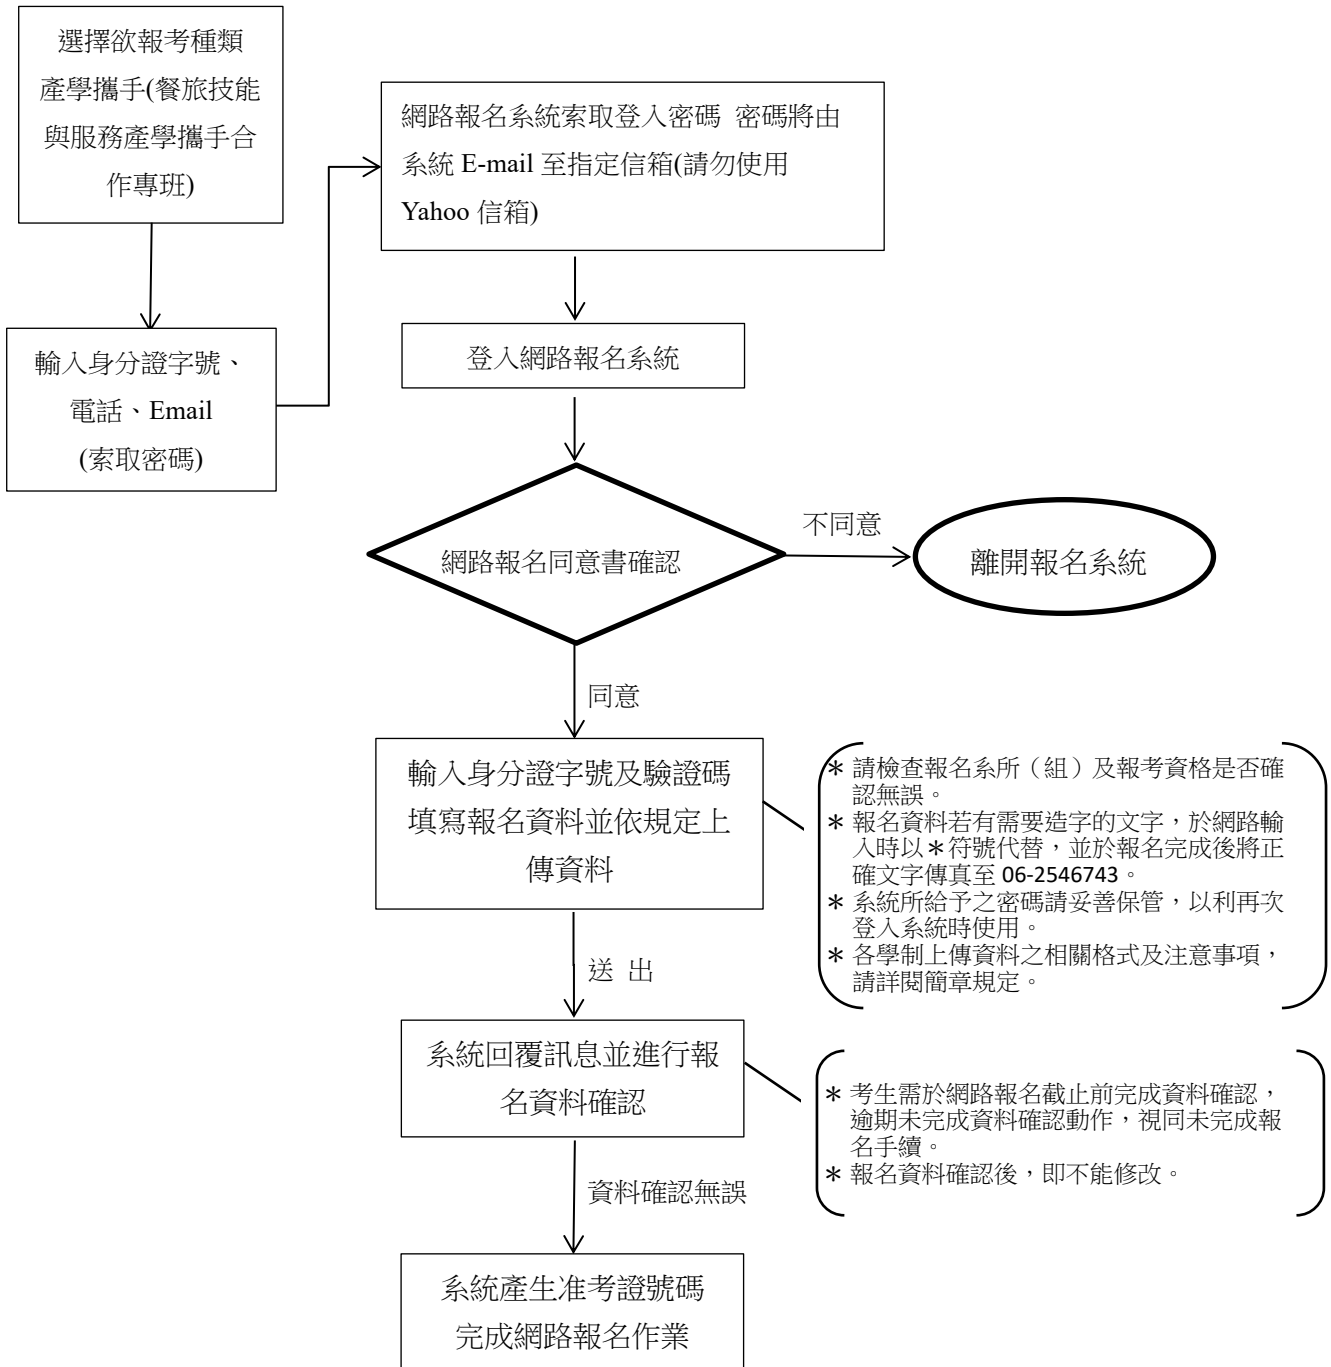 選擇欲報考種類
產學攜手(餐旅技能
與服務產學攜手合
作專班)
輸入身分證字號、
電話、Email
(索取密碼)
網路報名系統索取登入密碼 密碼將由
系統 E-mail 至指定信箱(請勿使用
Yahoo 信箱)
登入網路報名系統
網路報名同意書確認
不同意
離開報名系統
同意
輸入身分證字號及驗證碼
填寫報名資料並依規定上
傳資料
＊請檢查報名系所（組）及報考資格是否確
認無誤。
＊報名資料若有需要造字的文字，於網路輸
入時以＊符號代替，並於報名完成後將正
確文字傳真至 06-2546743。
＊系統所給予之密碼請妥善保管，以利再次
登入系統時使用。
＊各學制上傳資料之相關格式及注意事項，
請詳閱簡章規定。
送 出
系統回覆訊息並進行報
名資料確認
＊考生需於網路報名截止前完成資料確認，
逾期未完成資料確認動作，視同未完成報
名手續。
＊報名資料確認後，即不能修改。
資料確認無誤
系統產生准考證號碼
完成網路報名作業